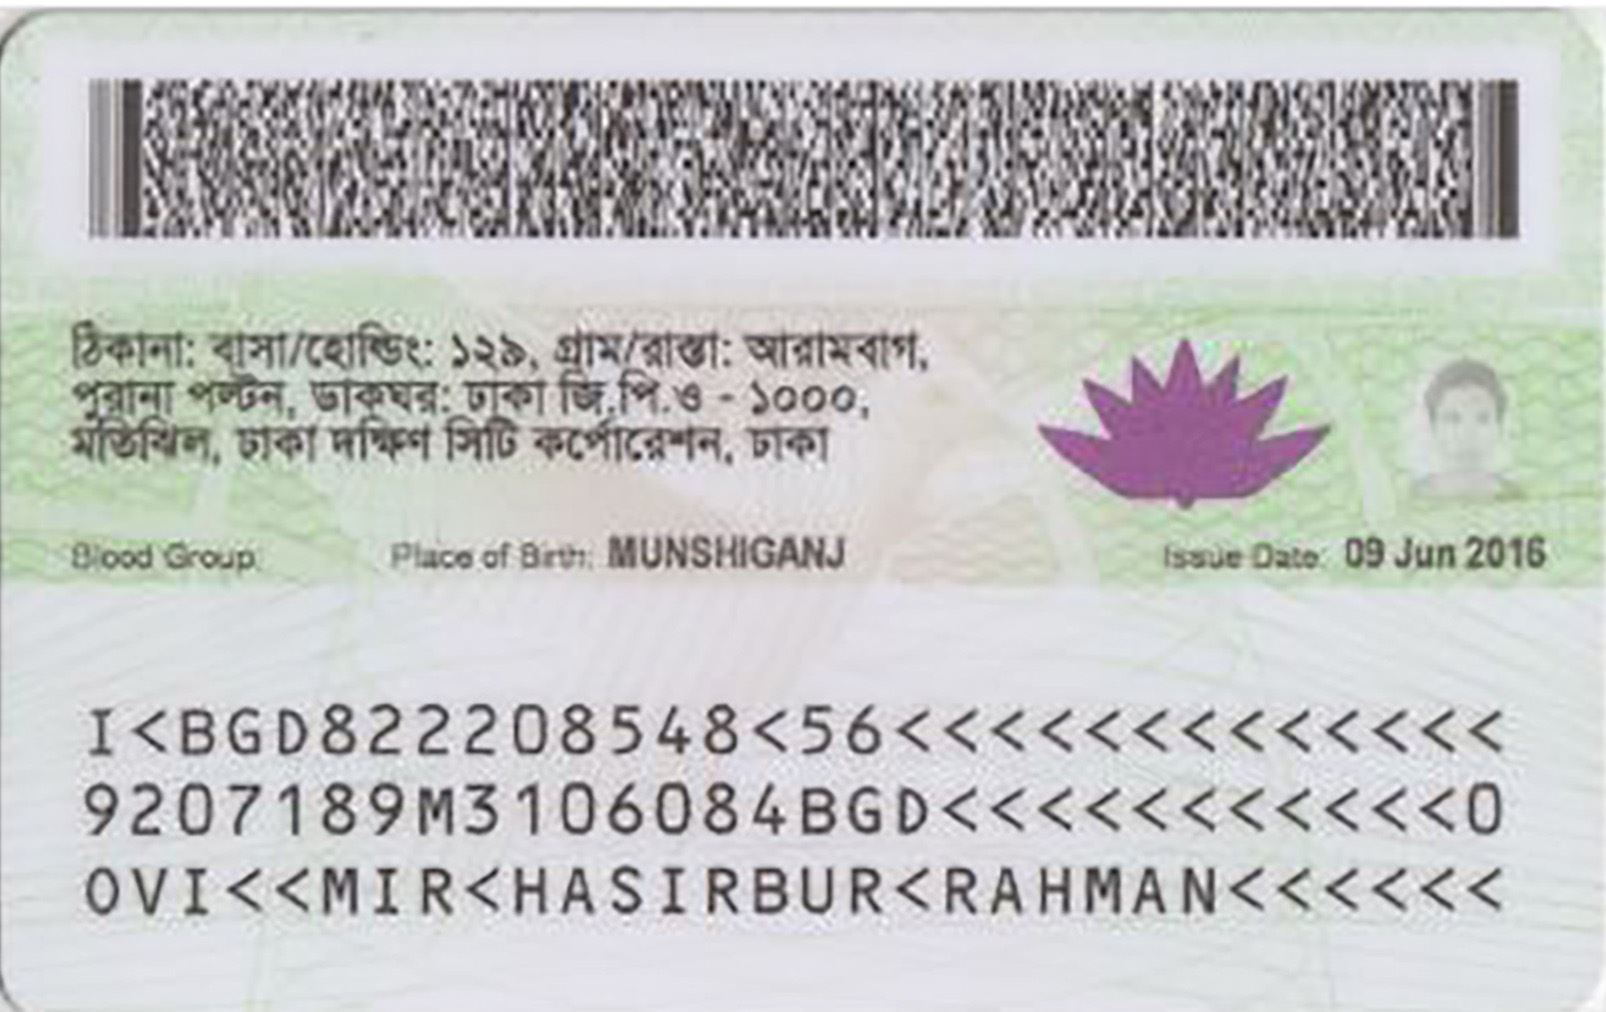 ঠিকানা: বাসা/হোল্ডিং: ১২৯, গ্রাম/রাস্তা: আরামবাগ,
পুরানা পল্টন, ডাকঘর: ঢাকা জি.পি.ও - ১০০০,
মতিঝিল, ঢাকা দক্ষিণ সিটি কর্পোরেশন, ঢাকা
Blood Group: Place of Birth: MUNSHIGANJ Issue Date: 09 Jun 2016
I<BGD822208548<56<<<<<<<<<<<<<
9207189M3106084BGD<<<<<<<<<<<0
OVI<<MIR<HASIRBUR<RAHMAN<<<<<<